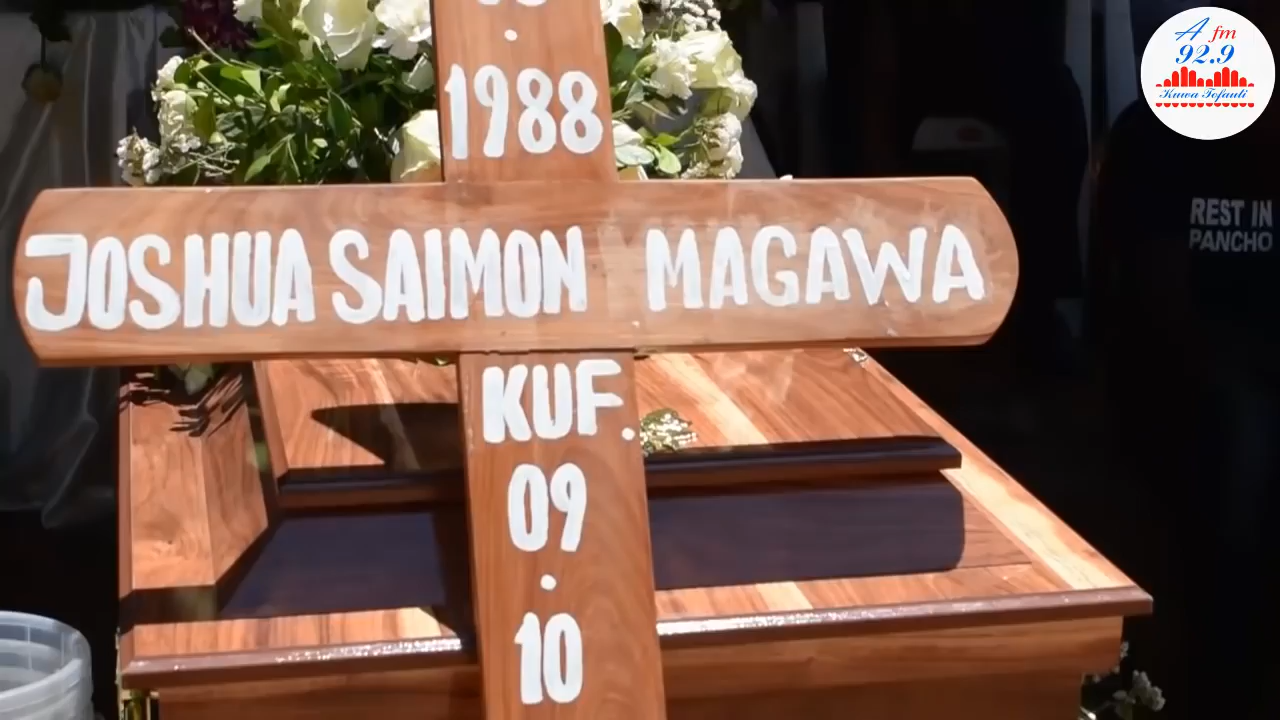 .
1988
JOSHUA SAIMON MAGAWA
KUF.
09
.
10
A fm
92.9
Kuwa Tofauti
REST IN
PANCHO